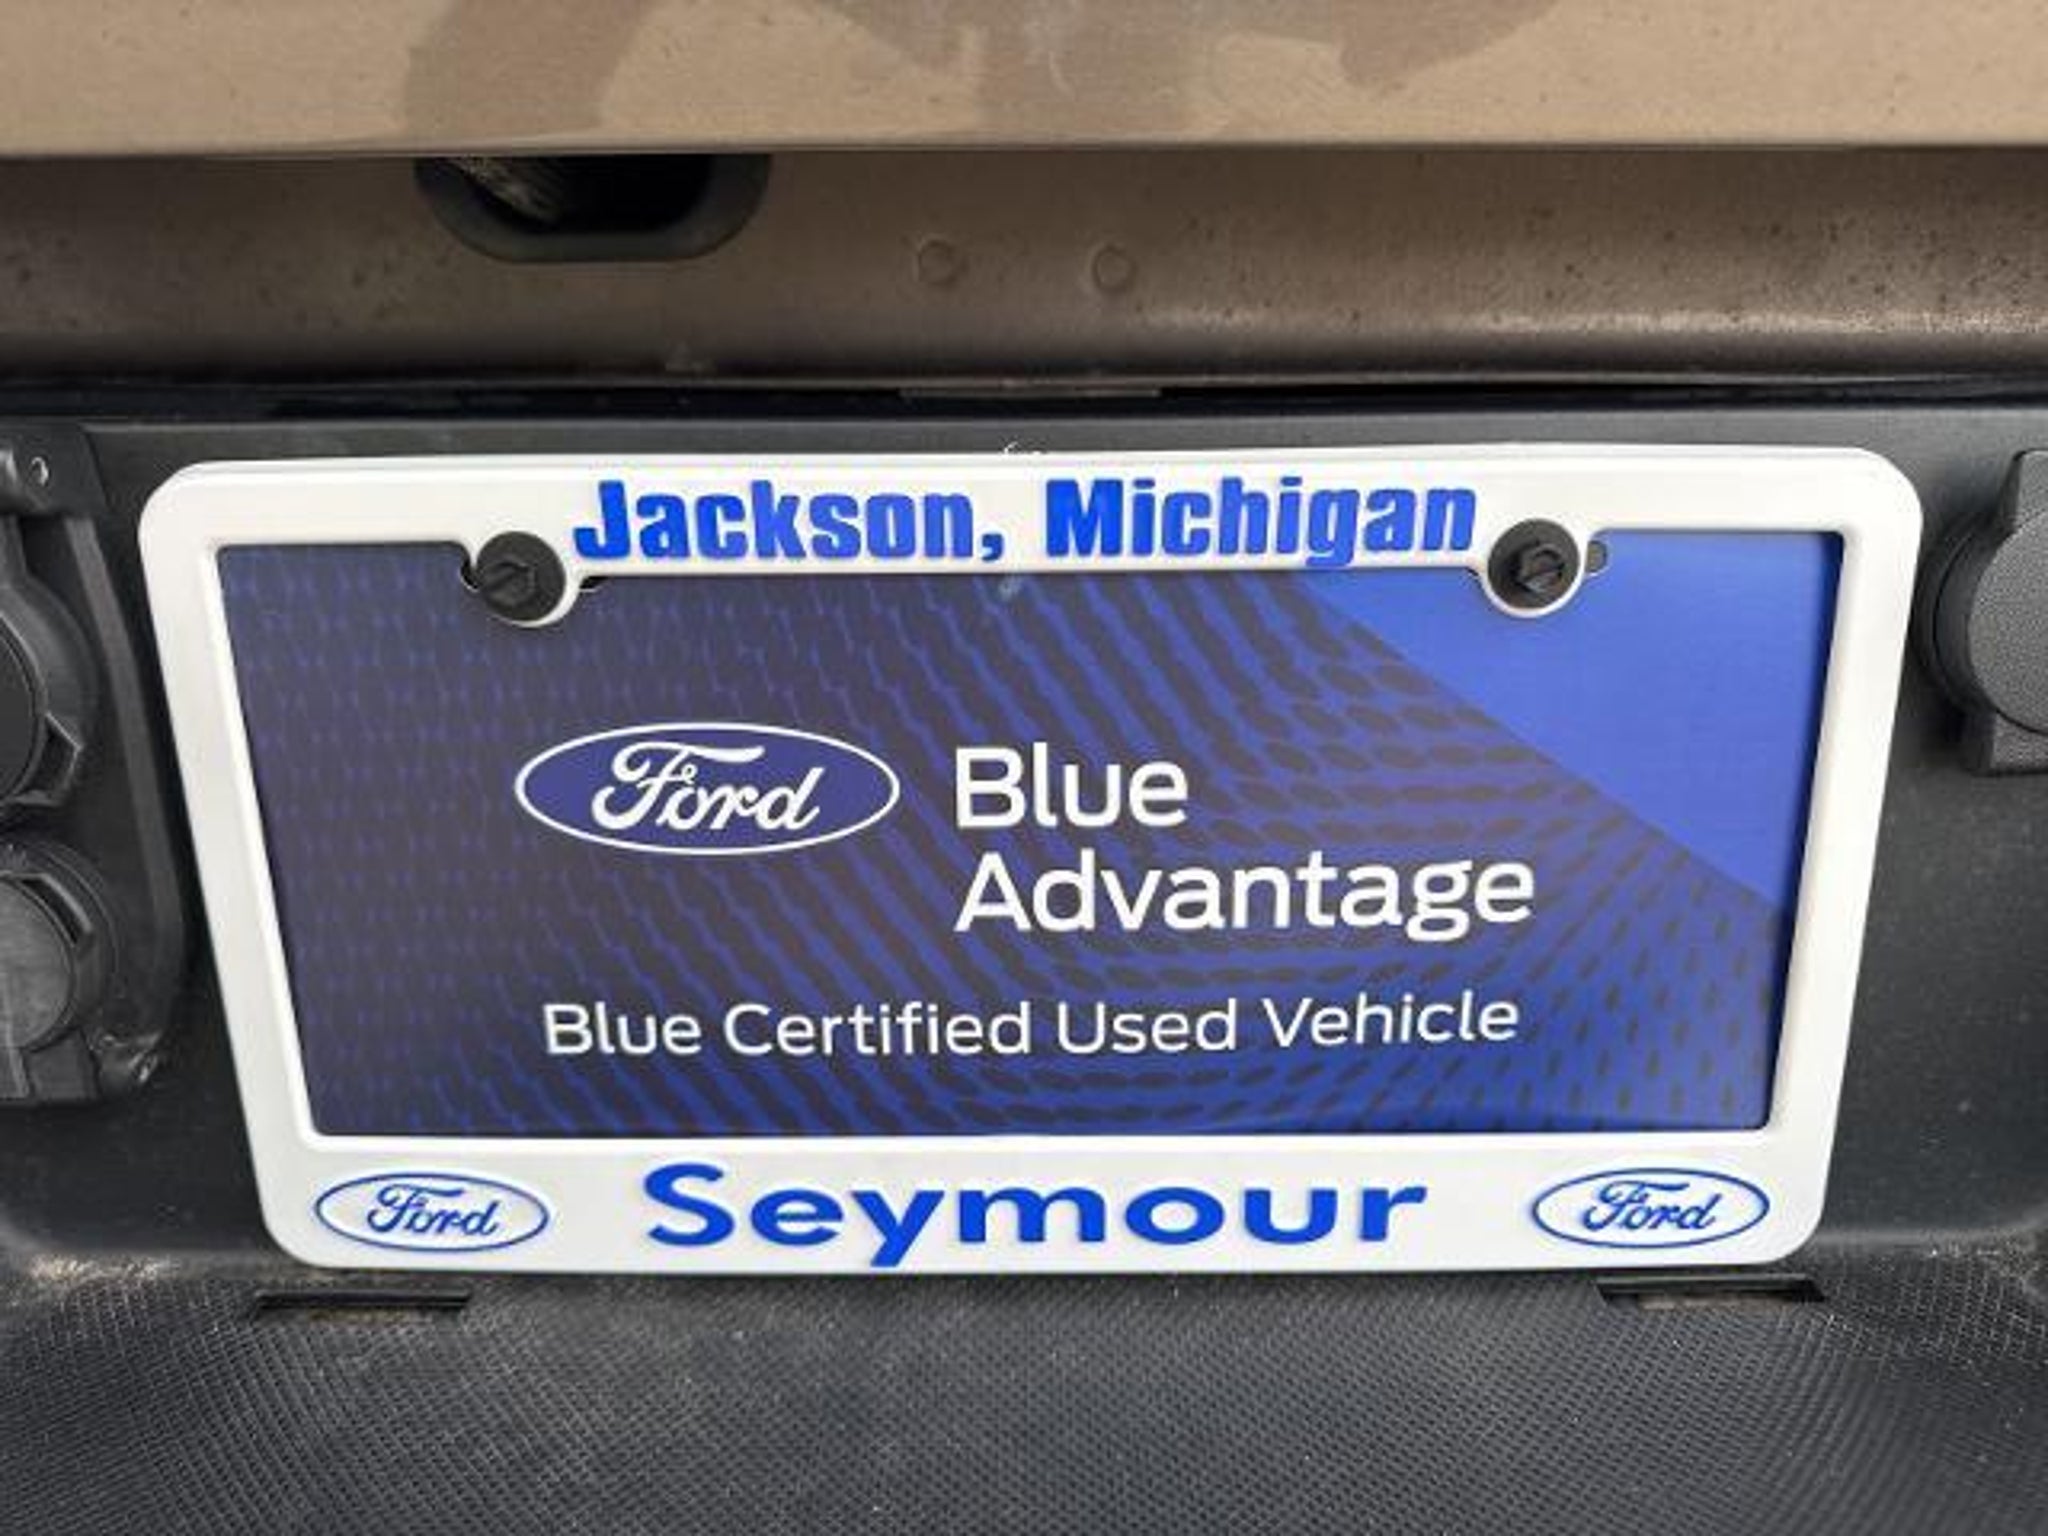 Jackson, Michigan
Ford Blue
Advantage
Blue Certified Used Vehicle
Ford Seymour Ford